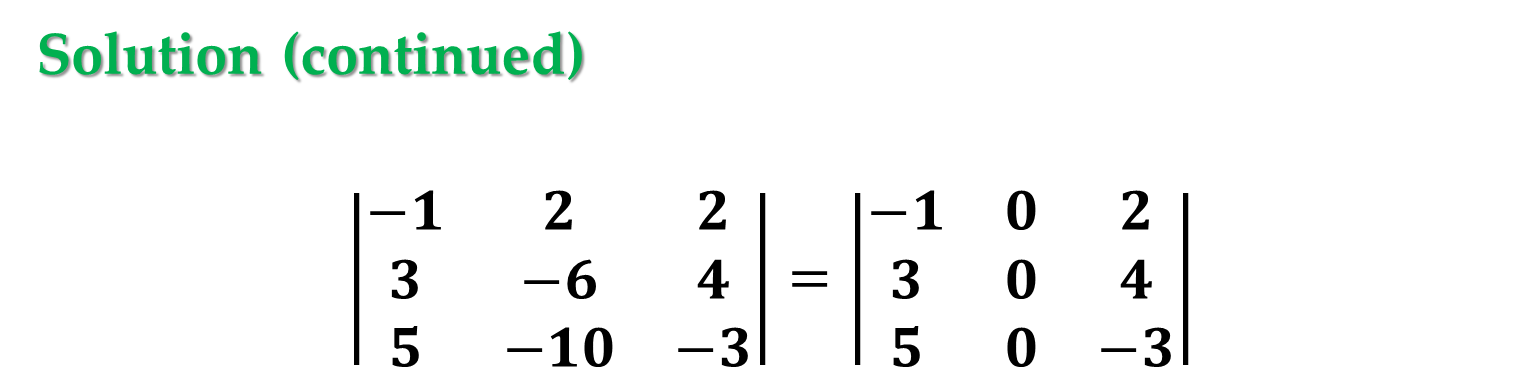 Solution (continued)
|−1 2 2| |−1 0 2|
|3 −6 4| = |3 0 4|
|5 −10 −3| |5 0 −3|